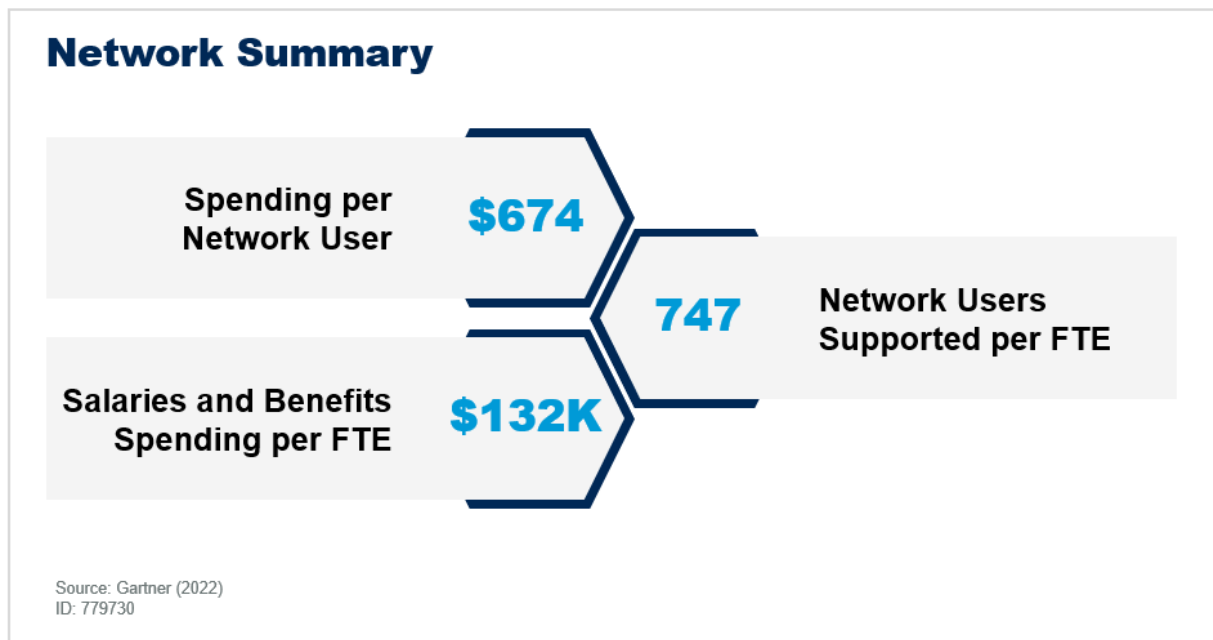 Network Summary
Spending per
Network User
$674
747
Network Users
Supported per FTE
Salaries and Benefits
Spending per FTE
$132K
Source: Gartner (2022)
ID: 779730